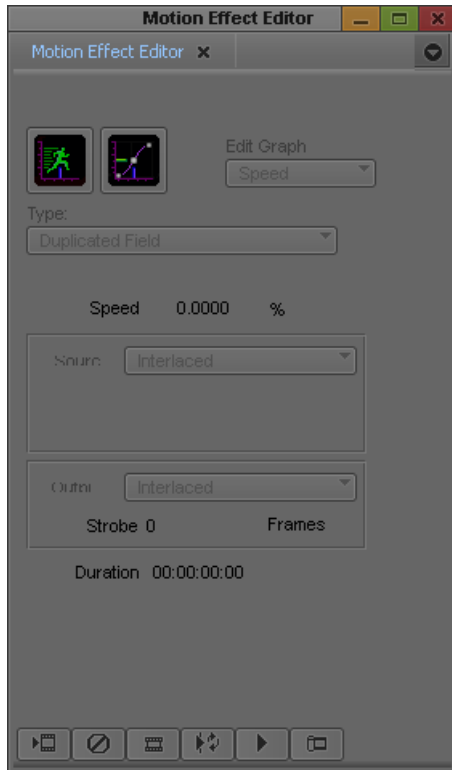 Motion Effect Editor
Motion Effect Editor
Edit Graph
Speed
Type:
Duplicated Field
Speed 0.0000 %
Sourc Interlaced
Interlaced
Strobe 0 Frames
Duration 00:00:00:00